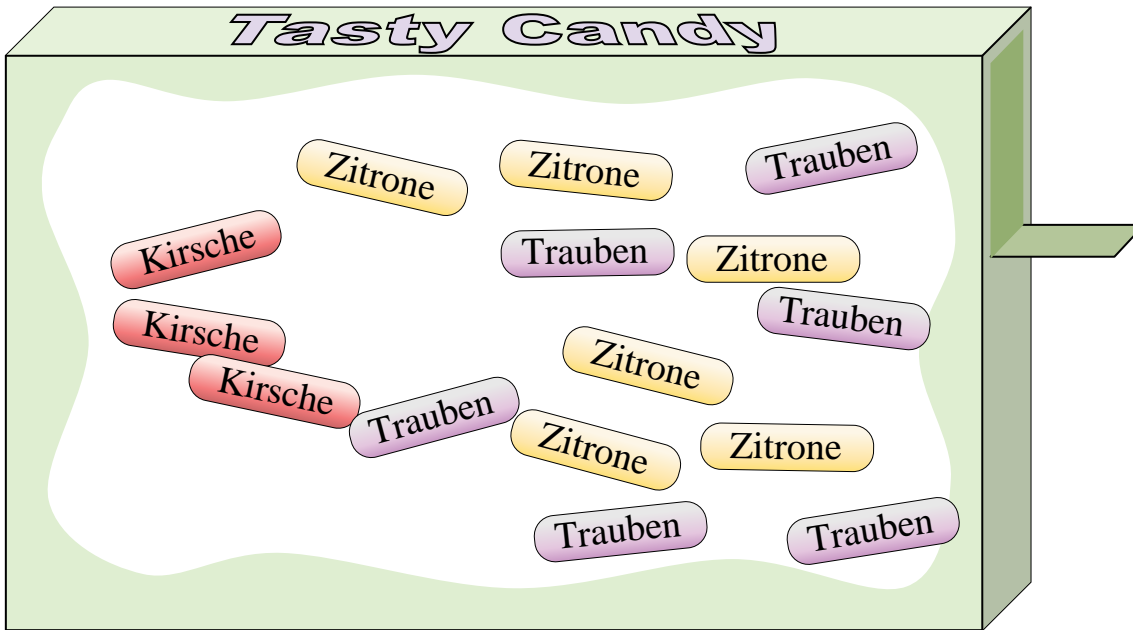 Tasty Candy
Zitrone
Zitrone
Trauben
Kirsche
Trauben
Zitrone
Kirsche
Trauben
Kirsche
Zitrone
Trauben
Zitrone
Zitrone
Trauben
Trauben